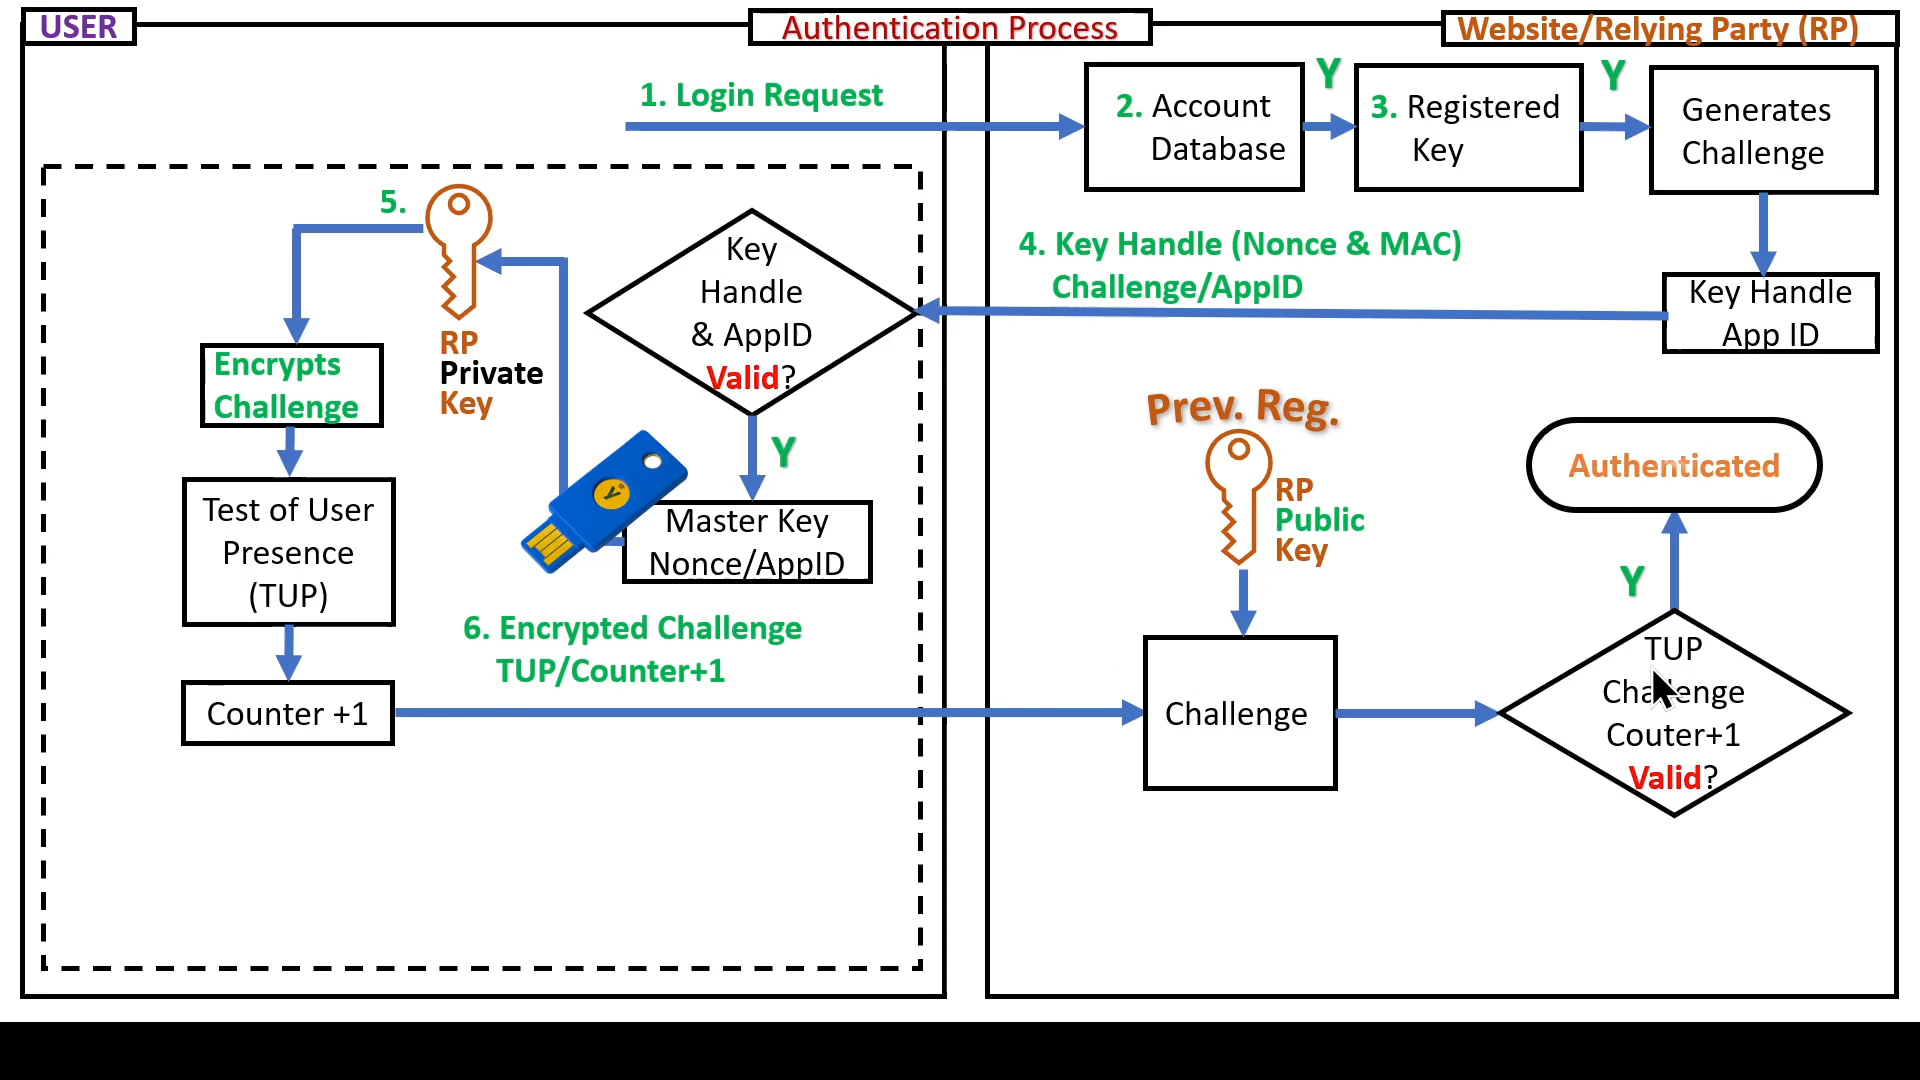 USER
Authentication Process
Website/Relying Party (RP)
1. Login Request
2. Account
Database
Y
3. Registered
Key
Y
Generates
Challenge
4. Key Handle (Nonce & MAC)
Challenge/AppID
Key Handle
App ID
Key
Handle
& AppID
Valid?
Y
Master Key
Nonce/AppID
5.
RP
Private
Key
Encrypts
Challenge
Test of User
Presence
(TUP)
Counter +1
6. Encrypted Challenge
TUP/Counter+1
Prev. Reg.
RP
Public
Key
Challenge
TUP
Challenge
Couter+1
Valid?
Y
Authenticated